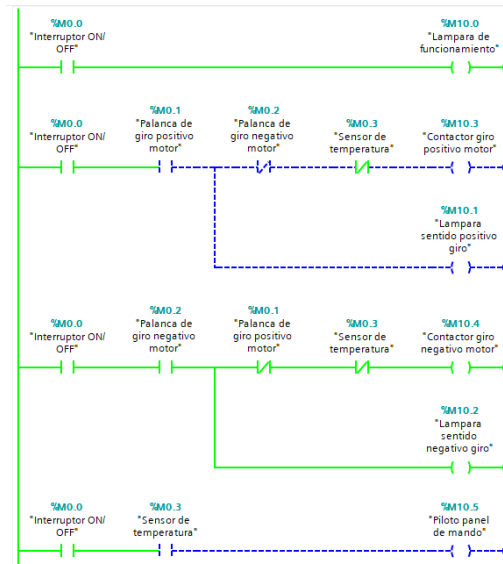 %M0.0
"Interruptor ON/
OFF"
%M10.0
"Lampara de
funcionamiento"
%M0.0
"Interruptor ON/
OFF"
%M0.1
"Palanca de
giro positivo
motor"
%M0.2
"Palanca de
giro negativo
motor"
%M0.3
"Sensor de
temperatura"
%M10.3
"Contactor giro
positivo motor"
%M10.1
"Lampara
sentido positivo
giro"
%M0.0
"Interruptor ON/
OFF"
%M0.2
"Palanca de
giro negativo
motor"
%M0.1
"Palanca de
giro positivo
motor"
%M0.3
"Sensor de
temperatura"
%M10.4
"Contactor giro
negativo motor"
%M10.2
"Lampara
sentido
negativo giro"
%M0.0
"Interruptor ON/
OFF"
%M0.3
"Sensor de
temperatura"
%M10.5
"Piloto panel
de mando"